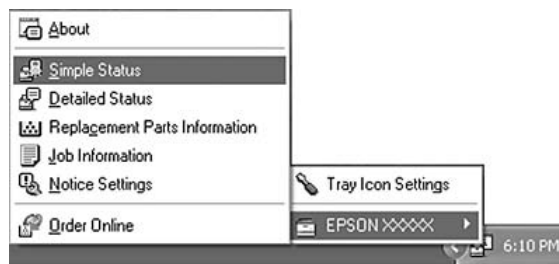 About
Simple Status
Detailed Status
Replacement Parts Information
Job Information
Notice Settings
Order Online
Tray Icon Settings
EPSON XXXXX
6:10 PM